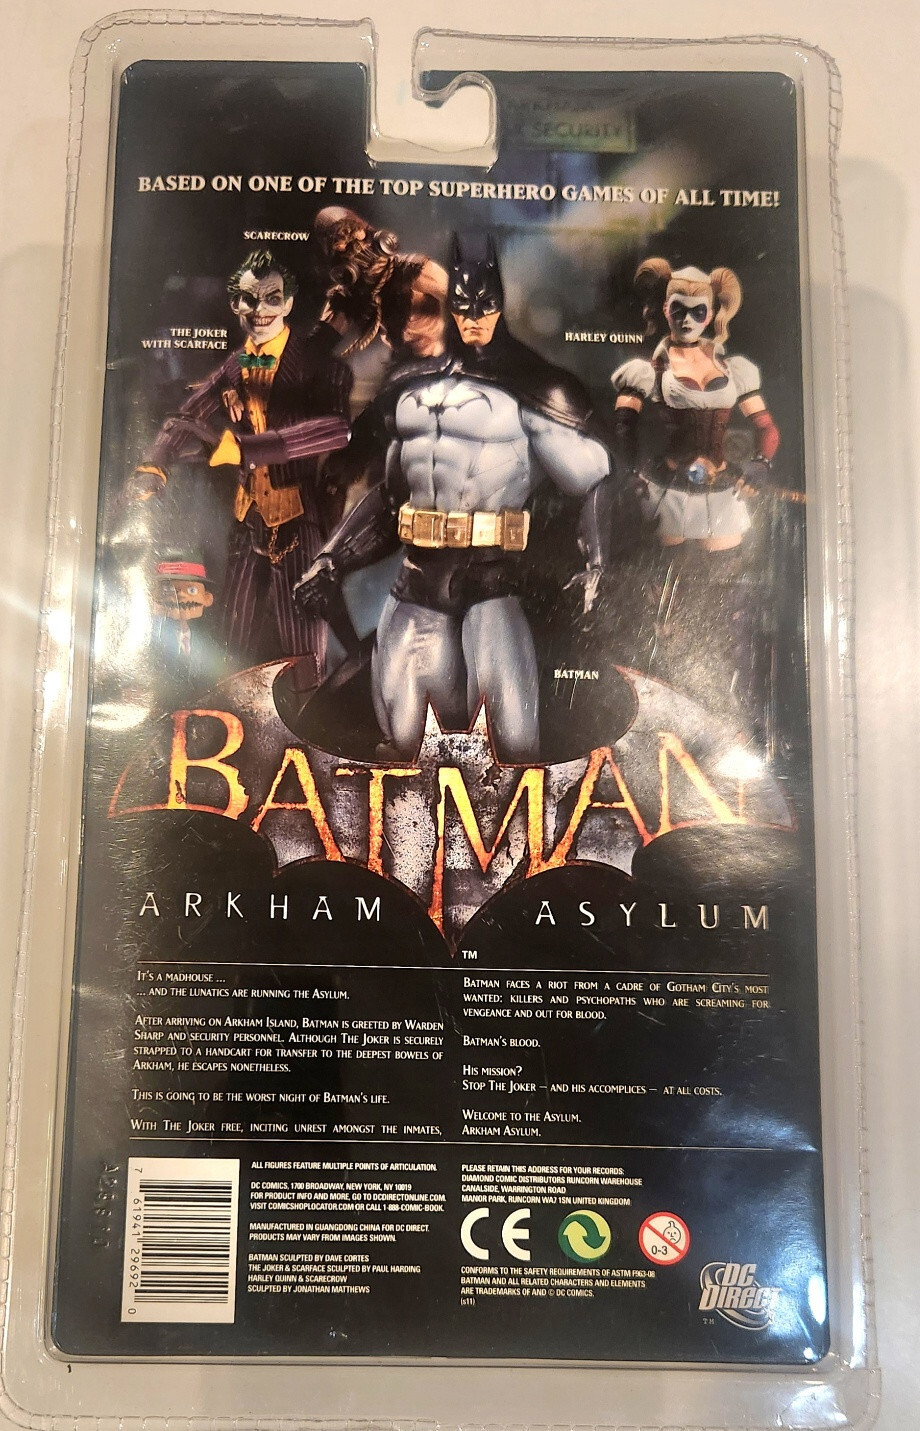 SECURITY
BASED ON ONE OF THE TOP SUPERHERO GAMES OF ALL TIME!
SCARECROW
THE JOKER
WITH SCARFACE
HARLEY QUINN
BATMAN
BATMAN
ARKHAM ASYLUM
TM
IT'S A MADHOUSE ...
... AND THE LUNATICS ARE RUNNING THE ASYLUM.
AFTER ARRIVING ON ARKHAM ISLAND, BATMAN IS GREETED BY WARDEN
SHARP AND SECURITY PERSONNEL. ALTHOUGH THE JOKER IS SECURELY
STRAPPED TO A HANDCART FOR TRANSFER TO THE DEEPEST BOWELS OF
ARKHAM, HE ESCAPES NONETHELESS.
THIS IS GOING TO BE THE WORST NIGHT OF BATMAN'S LIFE.
WITH THE JOKER FREE, INCITING UNREST AMONGST THE INMATES,
BATMAN FACES A RIOT FROM A CADRE OF GOTHAM CITY'S MOST
WANTED: KILLERS AND PSYCHOPATHS WHO ARE SCREAMING FOR
VENGEANCE AND OUT FOR BLOOD.
BATMAN'S BLOOD.
HIS MISSION?
STOP THE JOKER – AND HIS ACCOMPLICES – AT ALL COSTS.
WELCOME TO THE ASYLUM.
ARKHAM ASYLUM.
7 61941 29692 0
ALL FIGURES FEATURE MULTIPLE POINTS OF ARTICULATION.
DC COMICS, 1700 BROADWAY, NEW YORK, NY 10019
FOR PRODUCT INFO AND MORE, GO TO DCDIRECTONLINE.COM.
VISIT COMICSHOPLOCATOR.COM OR CALL 1-888-COMIC-BOOK.
MANUFACTURED IN GUANGDONG CHINA FOR DC DIRECT.
PRODUCTS MAY VARY FROM IMAGES SHOWN.
BATMAN SCULPTED BY DAVE CORTES
THE JOKER & SCARFACE SCULPTED BY PAUL HARDING
HARLEY QUINN & SCARECROW
SCULPTED BY JONATHAN MATTHEWS
PLEASE RETAIN THIS ADDRESS FOR YOUR RECORDS:
DIAMOND COMIC DISTRIBUTORS RUNCORN WAREHOUSE
CANALSIDE, WARRINGTON ROAD
MANOR PARK, RUNCORN WA7 1SN UNITED KINGDOM
CE
0-3
CONFORMS TO THE SAFETY REQUIREMENTS OF ASTM F963-08
BATMAN AND ALL RELATED CHARACTERS AND ELEMENTS
ARE TRADEMARKS OF AND © DC COMICS.
(s11)
DC
DIRECT
TM